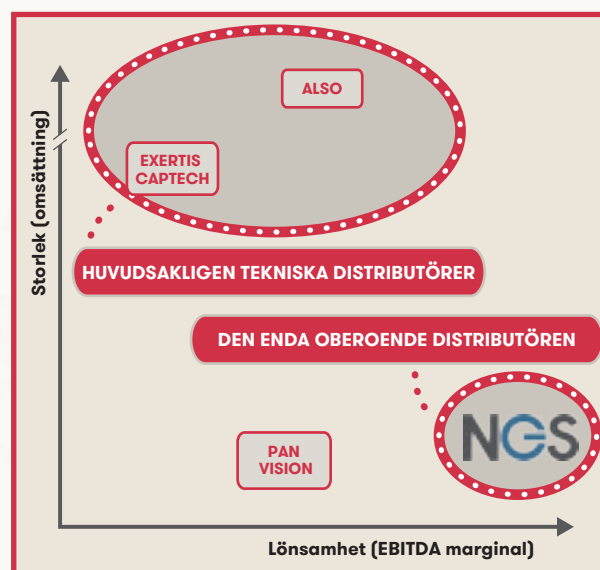 ALSO
EXERTIS
CAPTECH
Storlek (omsättning)
HUVUDSAKLIGEN TEKNISKA DISTRIBUTÖRER
DEN ENDA OBEROENDE DISTRIBUTÖREN
NGS
PAN
VISION
Lönsamhet (EBITDA marginal)